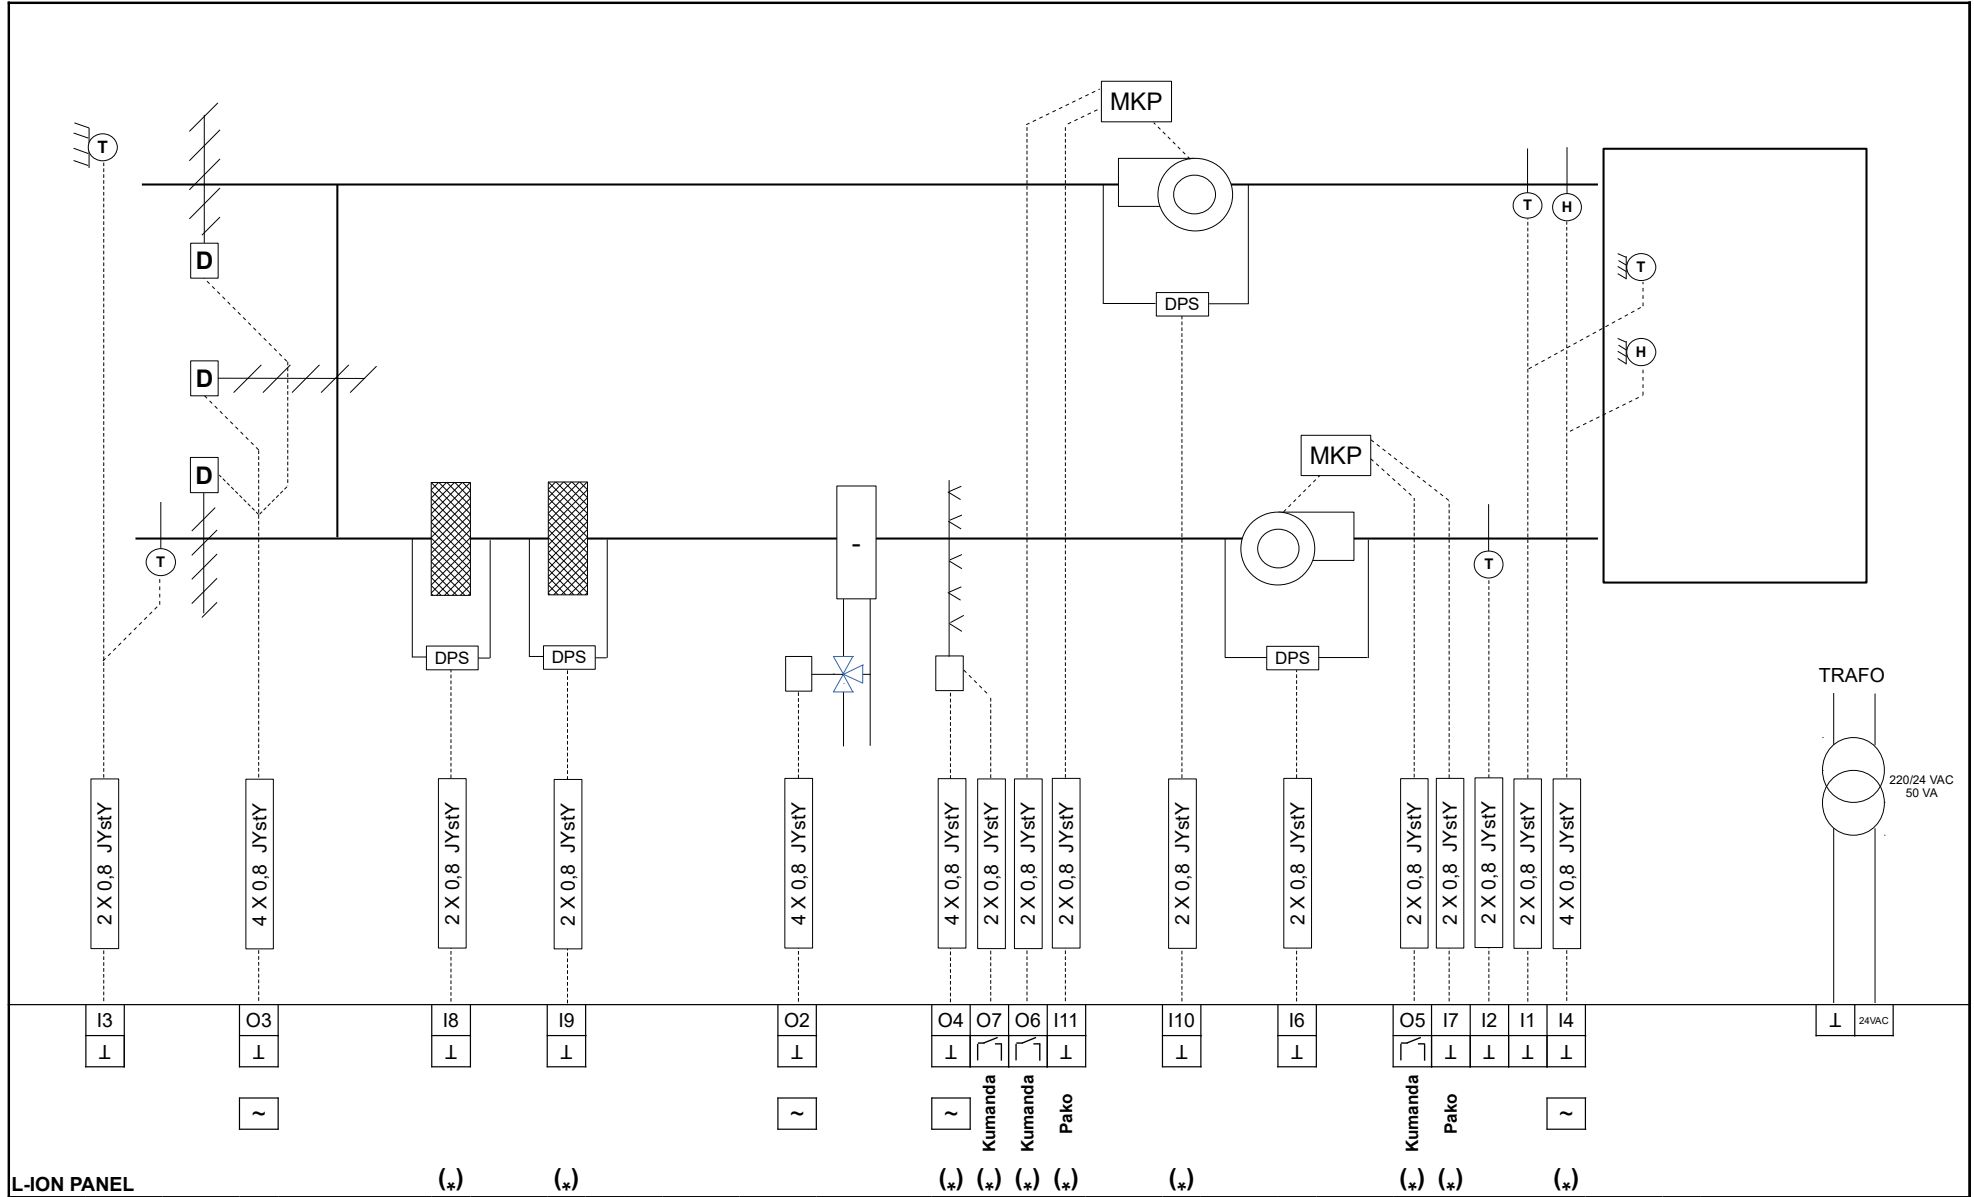 MKP
T
D
T
H
T
DPS
H
D
MKP
D
-
T
T
DPS
DPS
DPS
TRAFO
220/24 VAC
50 VA
2 X 0,8 JYstY
4 X 0,8 JYstY
2 X 0,8 JYstY
2 X 0,8 JYstY
4 X 0,8 JYstY
4 X 0,8 JYstY
2 X 0,8 JYstY
2 X 0,8 JYstY
2 X 0,8 JYstY
2 X 0,8 JYstY
2 X 0,8 JYstY
2 X 0,8 JYstY
2 X 0,8 JYstY
2 X 0,8 JYstY
2 X 0,8 JYstY
4 X 0,8 JYstY
I3 O3 I8 I9 O2 O4 O7 O6 I11 I10 I6 O5 I7 I2 I1 I4 ⊥ 24VAC
⊥ ⊥ ⊥ ⊥ ⊥ ⊥ ⊥ ⊥ ⊥ ⊥ ⊥ ⊥ ⊥
~ ~ ~ ~
Kumanda
Kumanda
Pako
Kumanda
Pako
L-ION PANEL (*) (*) (*) (*) (*) (*) (*) (*) (*) (*)